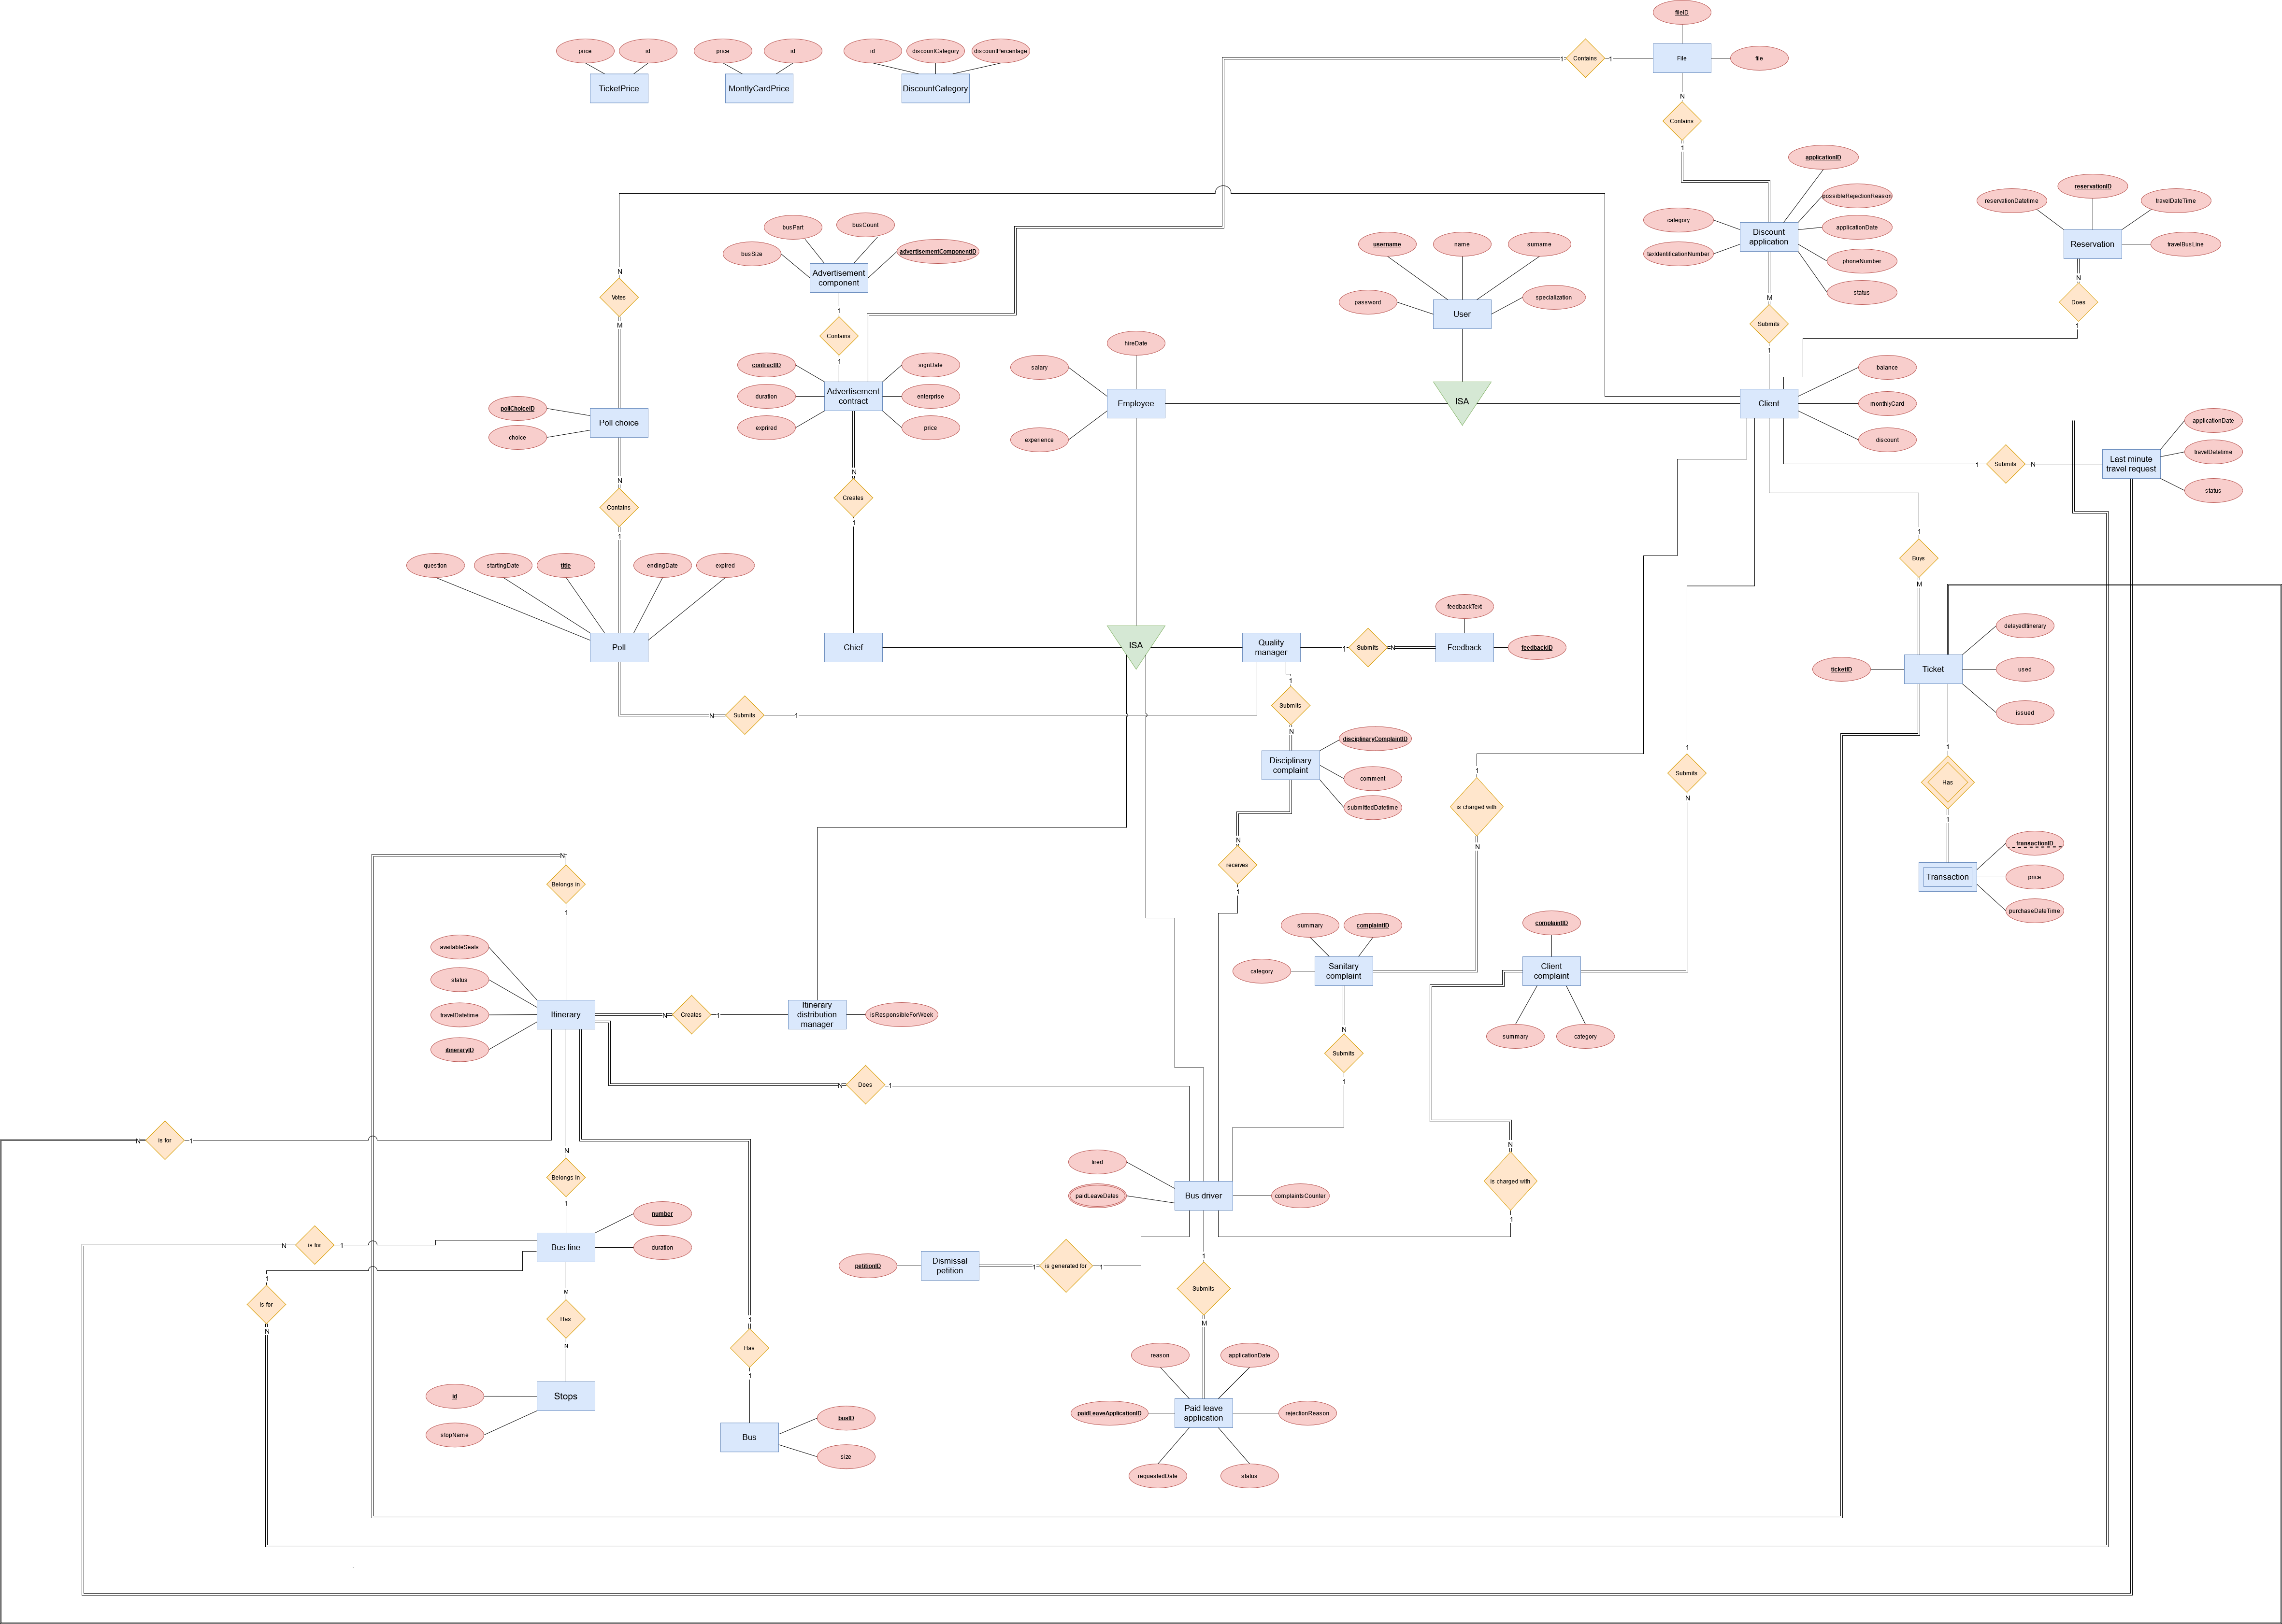 fileID
price
id
price
id
id
discountCategory
discountPercentage
Contains
1
1
File
file
TicketPrice
MontlyCardPrice
DiscountCategory
N
Contains
1
applicationID
possibleRejectionReason
category
applicationDate
Discount
application
taxIdentificationNumber
phoneNumber
status
M
Submits
1
reservationID
reservationDatetime
travelDateTime
Reservation
travelBusLine
N
Does
1
busPart
busCount
busSize
advertisementComponentID
Advertisement
component
1
Contains
1
N
Votes
M
username
name
surname
password
specialization
User
ISA
contractID
signDate
duration
Advertisement
contract
enterprise
exprired
price
hireDate
salary
Employee
experience
Client
balance
monthlyCard
discount
pollChoiceID
Poll choice
choice
N
Contains
1
N
Creates
1
applicationDate
Last minute
travel request
travelDatetime
status
1
Submits
N
1
Buys
M
question
startingDate
title
endingDate
expired
Poll
Chief
ISA
Quality
manager
1
Submits
N
feedbackText
Feedback
feedbackID
delayedItinerary
ticketID
Ticket
used
issued
N
Submits
1
1
Submits
N
disciplinaryComplaintID
Disciplinary
complaint
comment
submittedDatetime
1
is charged with
N
1
Submits
N
1
Has
1
transactionID
Transaction
price
purchaseDateTime
N
receives
1
N
Belongs in
1
summary
complaintID
category
Sanitary
complaint
complaintID
Client
complaint
summary
category
availableSeats
status
travelDatetime
itineraryID
Itinerary
N
Creates
1
Itinerary
distribution
manager
isResponsibleForWeek
N
Submits
1
N
Does
1
N
is for
1
N
Belongs in
1
N
is charged with
1
fired
paidLeaveDates
Bus driver
complaintsCounter
number
Bus line
duration
N
is for
1
1
is for
N
petitionID
Dismissal
petition
1
is generated for
1
1
Submits
M
M
Has
N
1
Has
1
id
Stops
stopName
busID
Bus
size
reason
applicationDate
paidLeaveApplicationID
Paid leave
application
rejectionReason
requestedDate
status